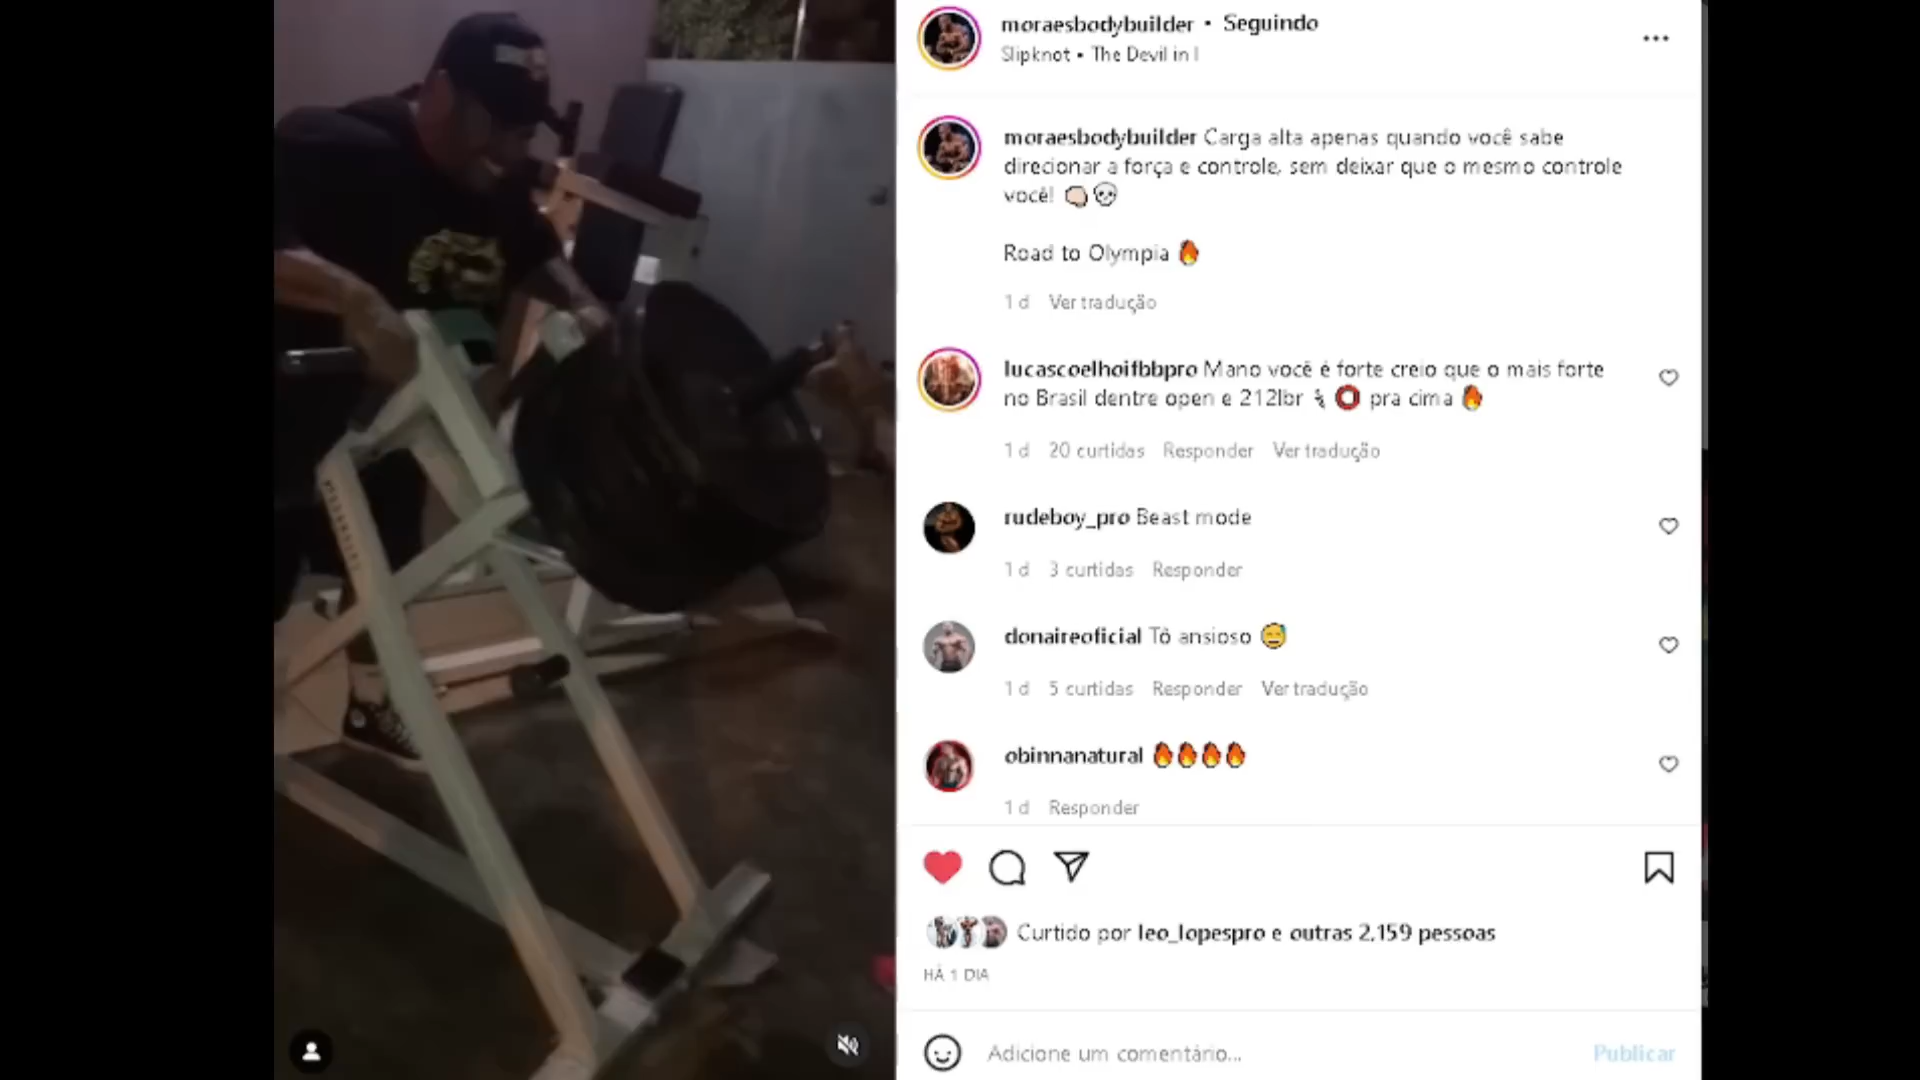 moraesbodybuilder • Seguindo
Slipknot • The Devil in I
moraesbodybuilder Carga alta apenas quando você sabe
direcionar a força e controle, sem deixar que o mesmo controle
você! 👊🏻💀
Road to Olympia 🔥
1 d Ver tradução
lucascoelhoifbbpro Mano você é forte creio que o mais forte
no Brasil dentre open e 212lbr ⭕ pra cima 🔥
1 d 20 curtidas Responder Ver tradução
rudeboy_pro Beast mode
1 d 3 curtidas Responder
donaireoficial Tô ansioso 😅
1 d 5 curtidas Responder Ver tradução
obinnanatural 🔥🔥🔥🔥
1 d Responder
Curtido por leo_lopespro e outras 2,159 pessoas
HÁ 1 DIA
Adicione um comentário...
Publicar